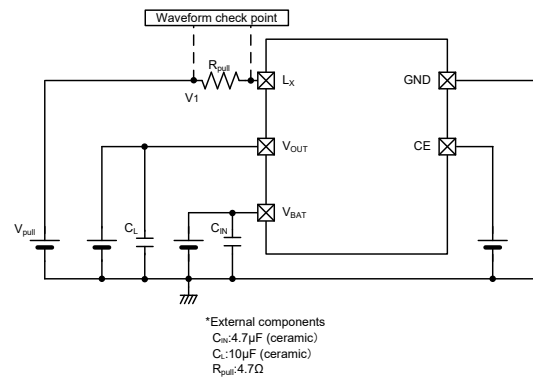 Waveform check point
Rpull
V1
LX
GND
VOUT
CE
VBAT
Vpull
CL
CIN
*External components
CIN:4.7μF (ceramic)
CL:10μF (ceramic)
Rpull:4.7Ω